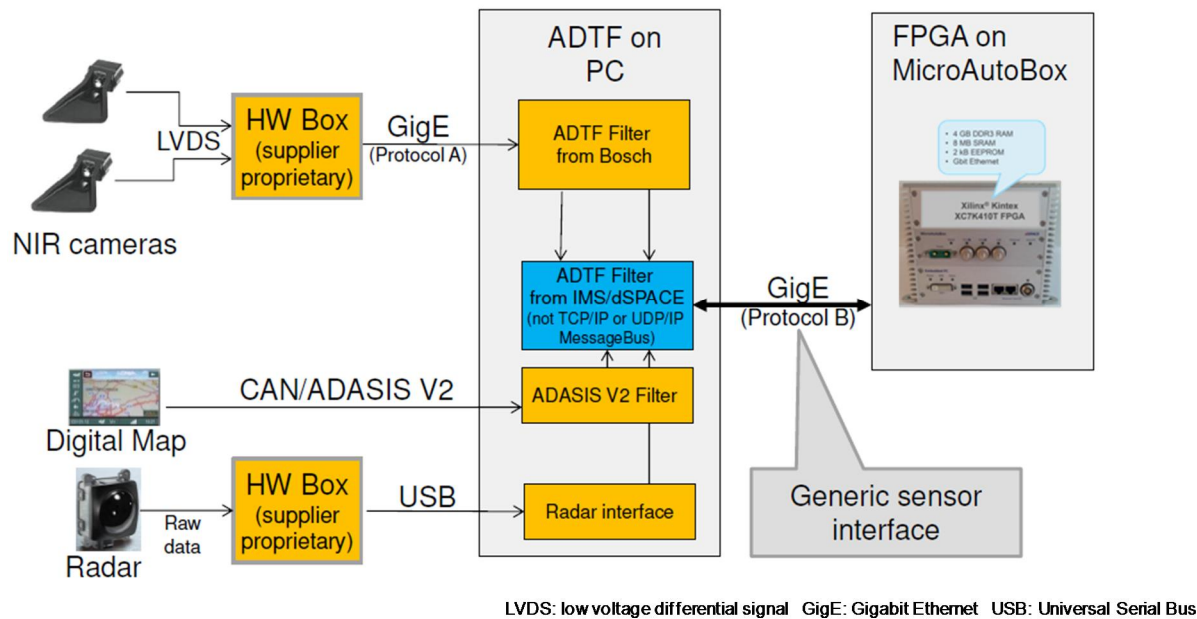 ADTF on
PC
FPGA on
MicroAutoBox
• 4 GB DDR3 RAM
• 8 MB SRAM
• 2 kB EEPROM
• Gbit Ethernet
Xilinx® Kintex
XC7K410T FPGA
LVDS
HW Box
(supplier
proprietary)
GigE
(Protocol A)
ADTF Filter
from Bosch
NIR cameras
ADTF Filter
from IMS/dSPACE
(not TCP/IP or UDP/IP
MessageBus)
GigE
(Protocol B)
CAN/ADASIS V2
ADASIS V2 Filter
Digital Map
HW Box
(supplier
proprietary)
USB
Radar interface
Raw
data
Radar
Generic sensor
interface
LVDS: low voltage differential signal GigE: Gigabit Ethernet USB: Universal Serial Bus